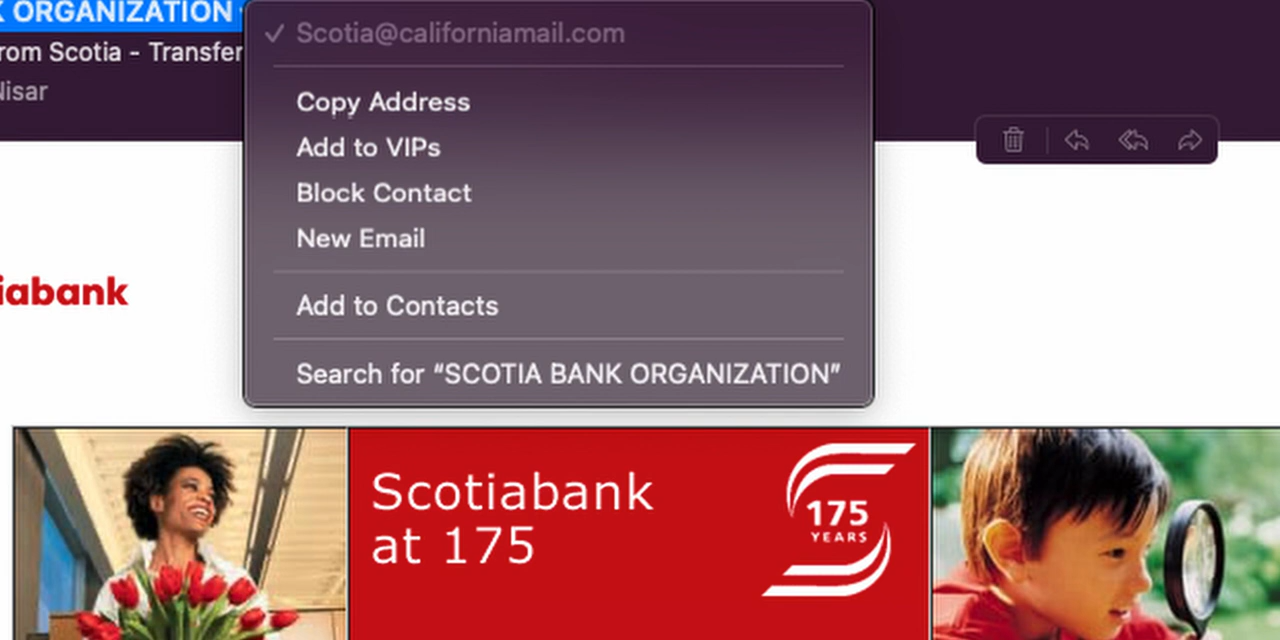 K ORGANIZATION
Scotia@californiamail.com
rom Scotia - Transfer
Nisar
Copy Address
Add to VIPs
Block Contact
New Email
iabank
Add to Contacts
Search for “SCOTIA BANK ORGANIZATION”
Scotiabank
at 175
175
YEARS